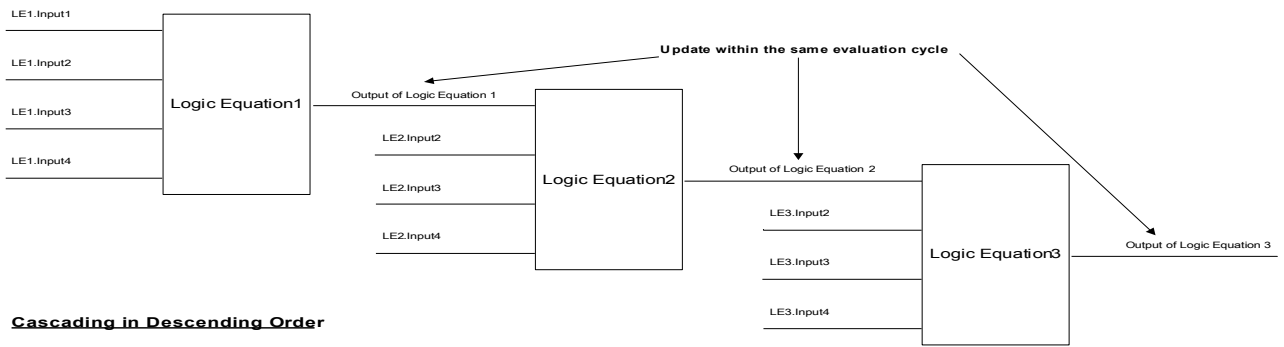 LE1.Input1
LE1.Input2
LE1.Input3
LE1.Input4
Logic Equation1
Update within the same evaluation cycle
Output of Logic Equation 1
LE2.Input2
LE2.Input3
LE2.Input4
Logic Equation2
Output of Logic Equation 2
LE3.Input2
LE3.Input3
LE3.Input4
Logic Equation3
Output of Logic Equation 3
Cascading in Descending Order